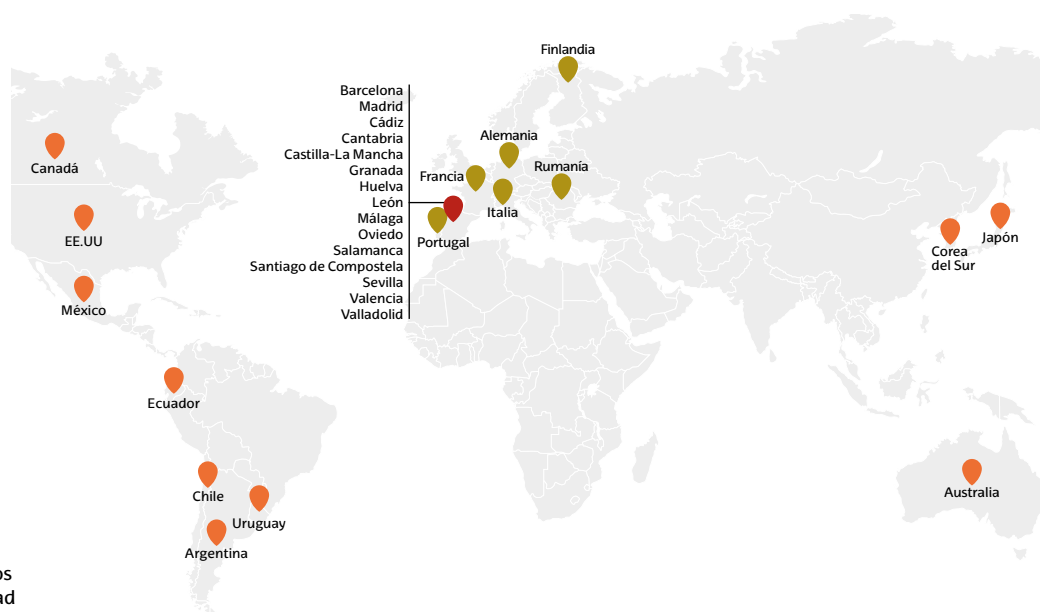 Finlandia
Barcelona
Madrid
Cádiz
Cantabria
Castilla-La Mancha
Granada
Huelva
León
Málaga
Oviedo
Salamanca
Santiago de Compostela
Sevilla
Valencia
Valladolid
Alemania
Rumanía
Francia
Italia
Portugal
Canadá
EE.UU
México
Ecuador
Chile
Uruguay
Argentina
Corea
del Sur
Japón
Australia